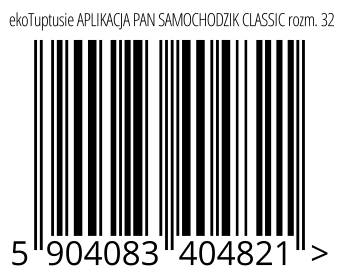 ekoTuptusie APLIKACJA PAN SAMOCHODZIK CLASSIC rozm. 32
5 904083 404821 >